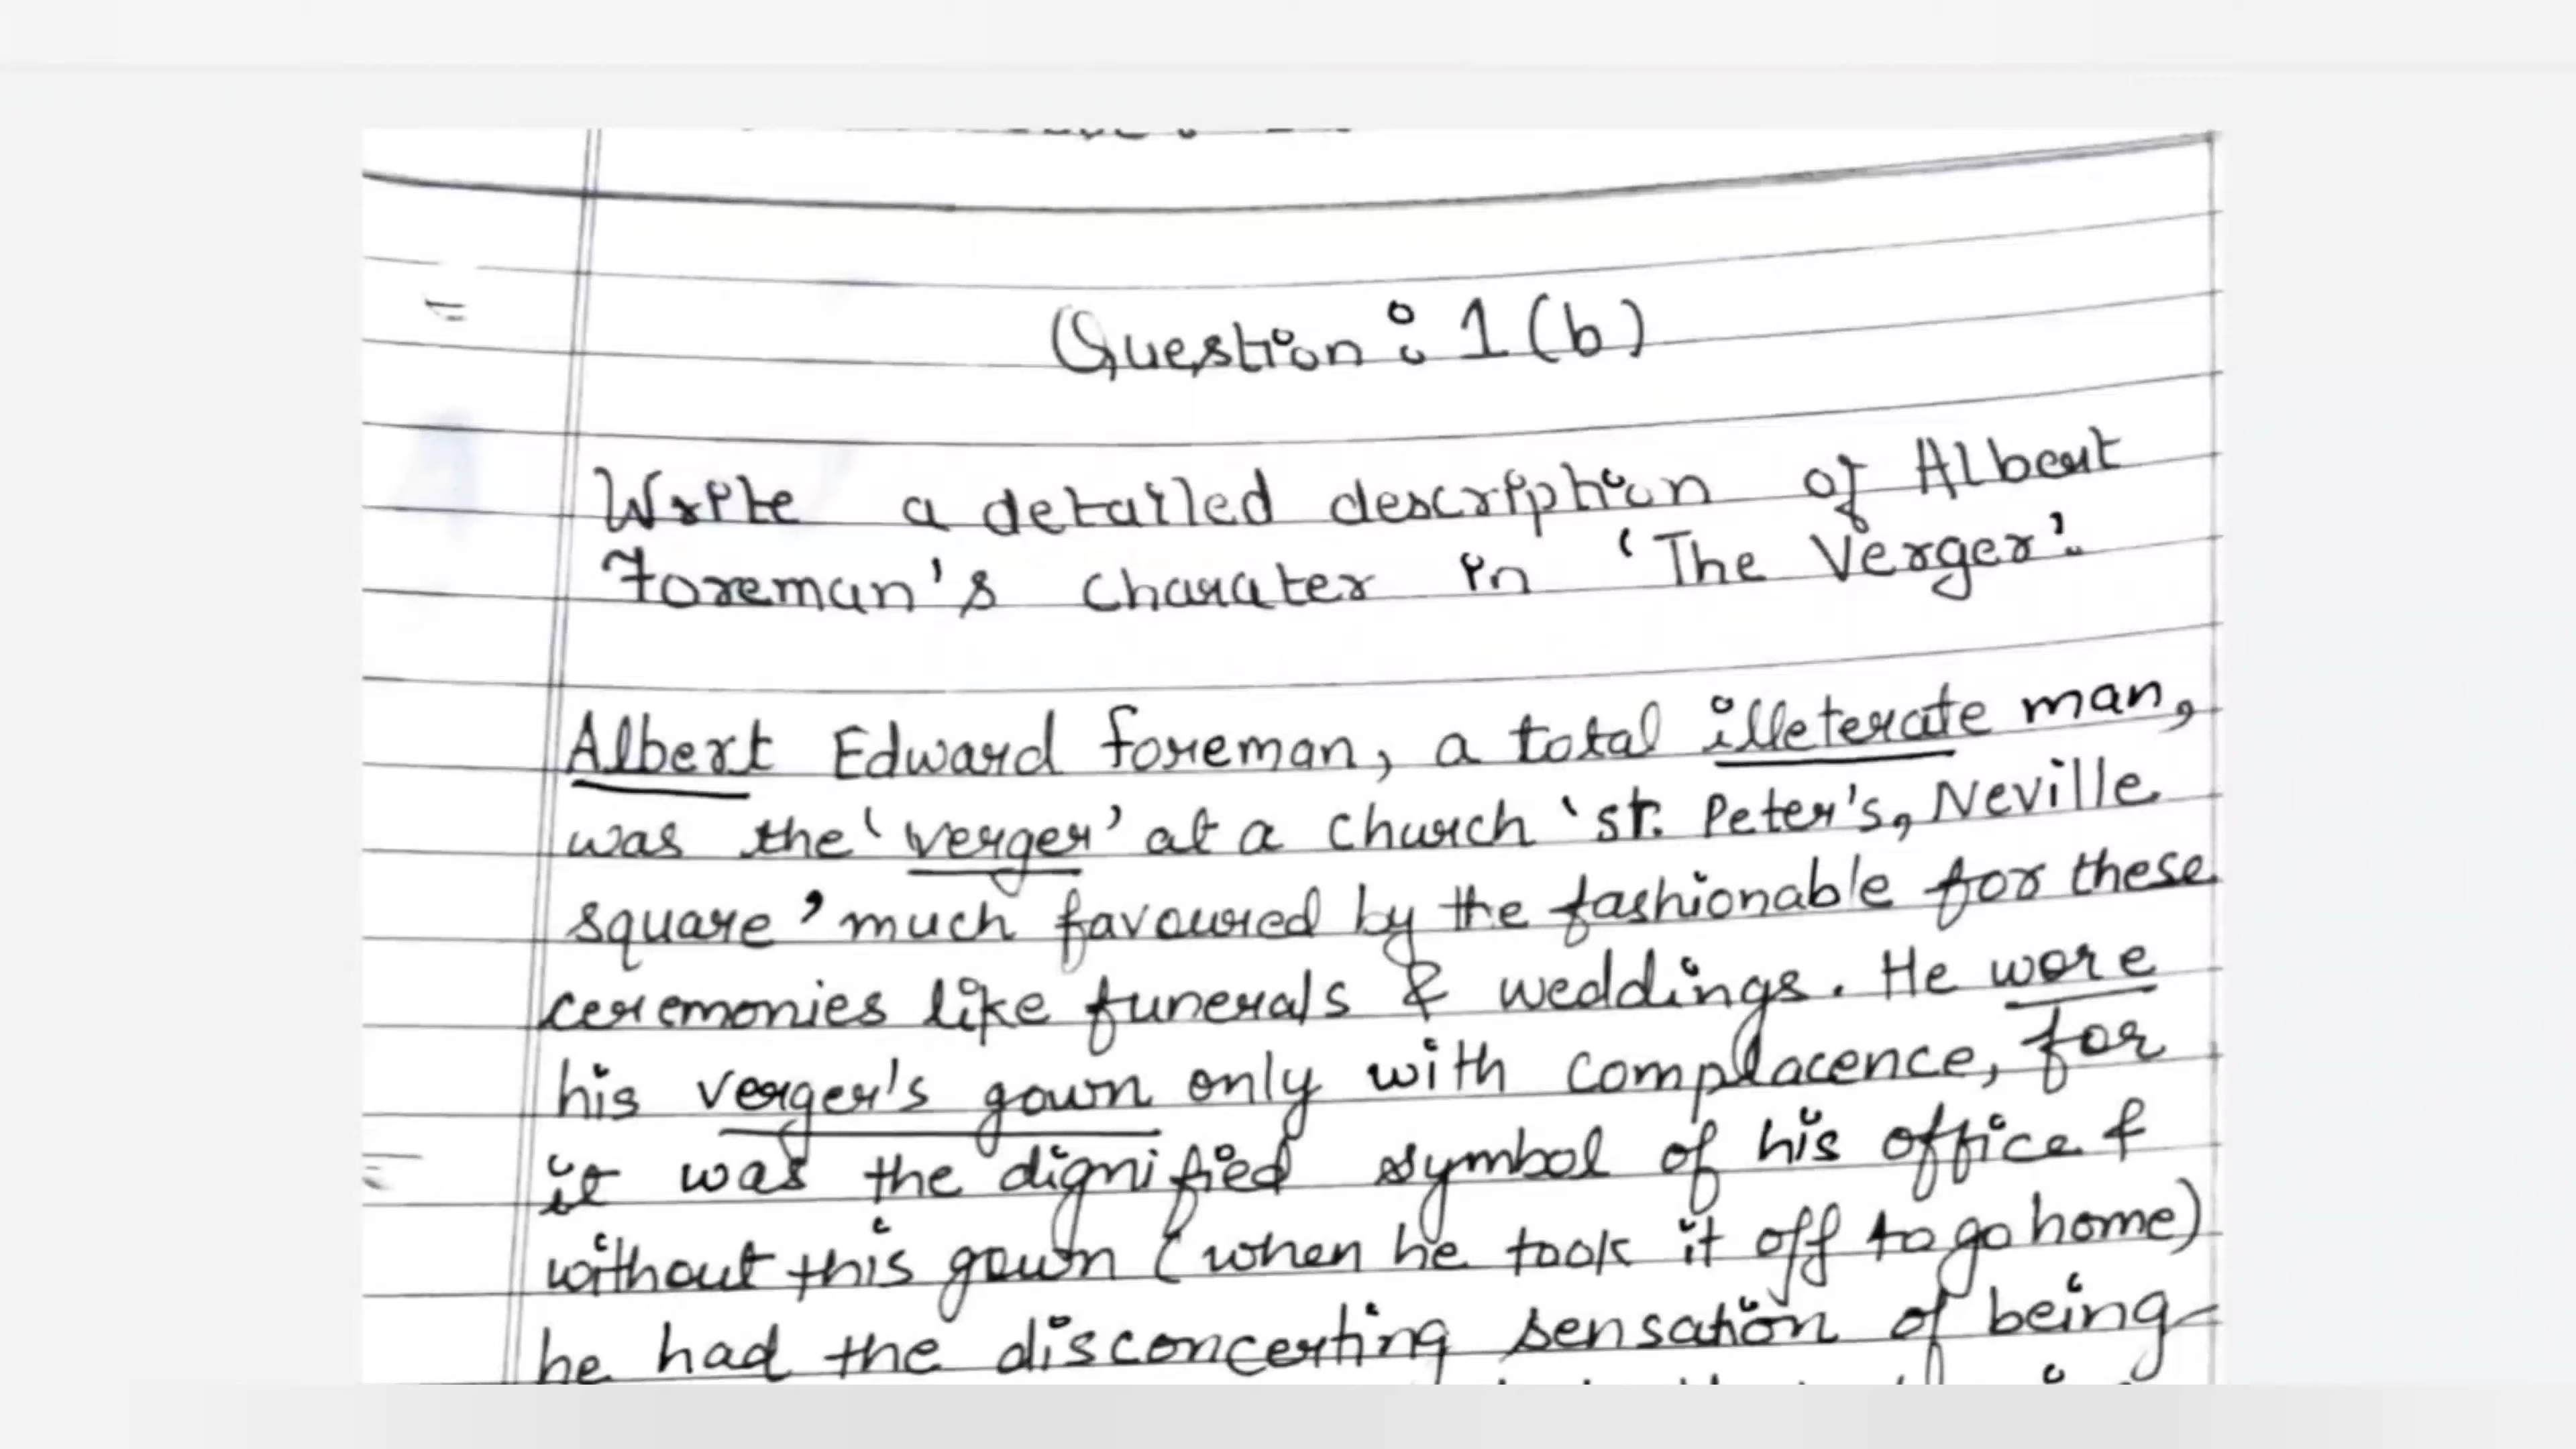 Question : 1 (b)
Write a detailed description of Albert
Foreman's charater in 'The Verger'.
Albert Edward foreman, a total illeterate man,
was the 'verger' at a church 'st. Peter's, Neville
square' much favoured by the fashionable for these
ceremonies like funerals & weddings. He wore
his verger's gown only with complacence, for
it was the dignified symbol of his office &
without this gown (when he took it off to go home)
he had the disconcerting sensation of being